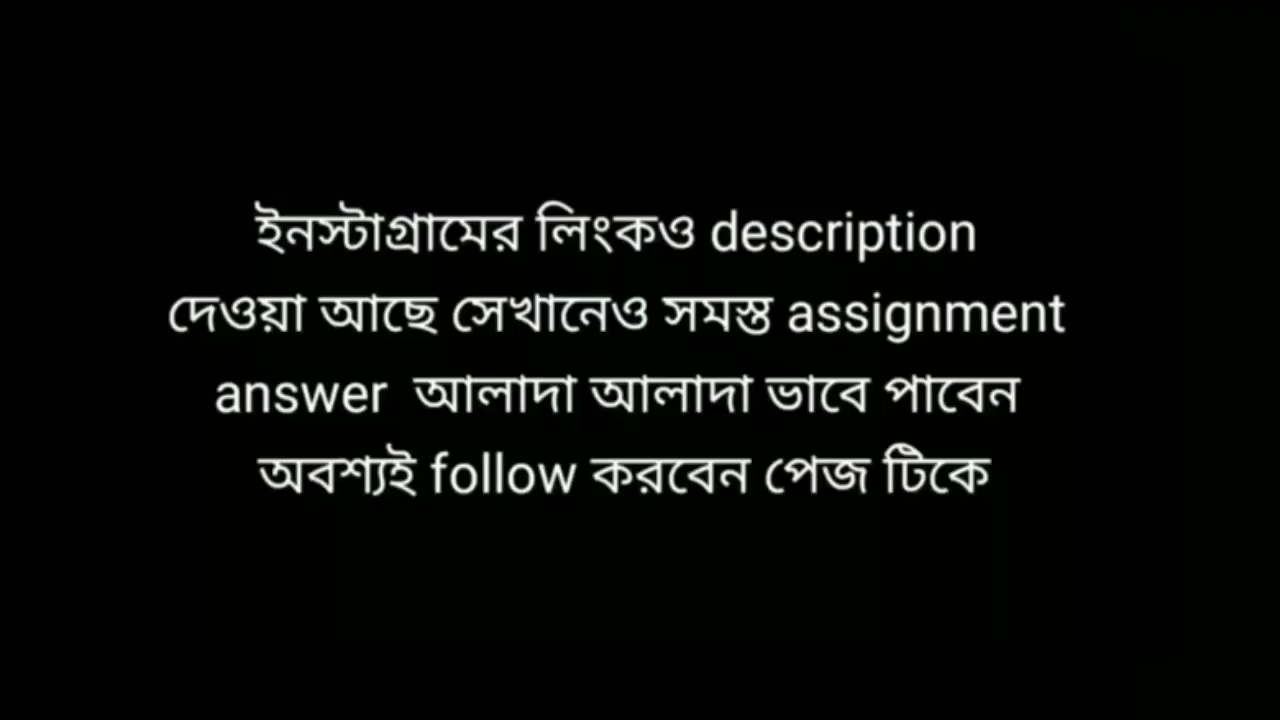 ইনস্টাগ্রামের লিংকও description
দেওয়া আছে সেখানেও সমস্ত assignment
answer আলাদা আলাদা ভাবে পাবেন
অবশ্যই follow করবেন পেজ টিকে